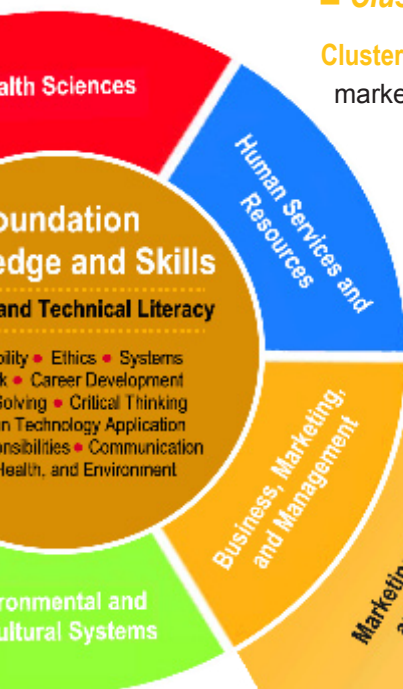 Cluster
marke
alth Sciences
Human Services and
Resources
oundation
edge and Skills
and Technical Literacy
bility • Ethics • Systems
k • Career Development
Solving • Critical Thinking
n Technology Application
onsibilities • Communication
Health, and Environment
Business, Marketing,
and Management
Marketin
ronmental and
ultural Systems